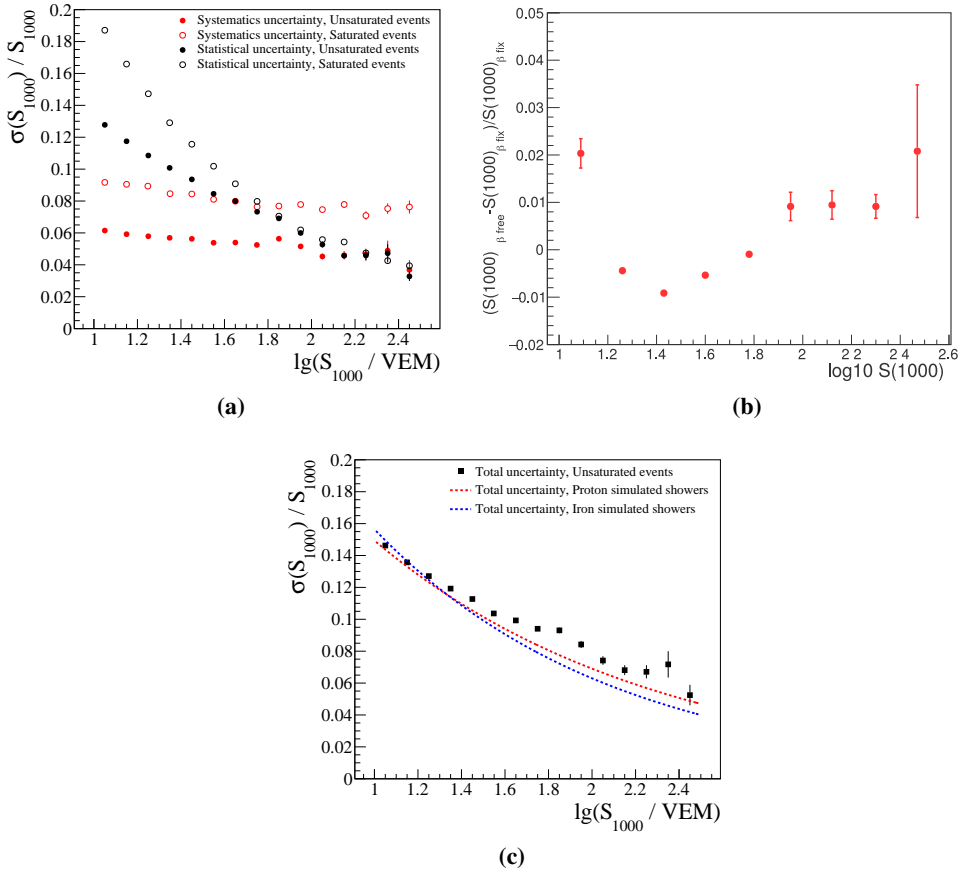 σ(S1000) / S1000
0.2
0.18
0.16
0.14
0.12
0.1
0.08
0.06
0.04
0.02
0
Systematics uncertainty, Unsaturated events
Systematics uncertainty, Saturated events
Statistical uncertainty, Unsaturated events
Statistical uncertainty, Saturated events
1 1.2 1.4 1.6 1.8 2 2.2 2.4
lg(S1000 / VEM)
(a)
(S(1000) β free -S(1000) β fix)/S(1000) β fix
0.05
0.04
0.03
0.02
0.01
0
−0.01
−0.02
1 1.2 1.4 1.6 1.8 2 2 2 2 4 2.6
log10 S(1000)
(b)
σ(S1000) / S1000
0.2
0.18
0.16
0.14
0.12
0.1
0.08
0.06
0.04
0.02
0
Total uncertainty, Unsaturated events
Total uncertainty, Proton simulated showers
Total uncertainty, Iron simulated showers
1 1.2 1.4 1.6 1.8 2 2.2 2.4
lg(S1000 / VEM)
(c)